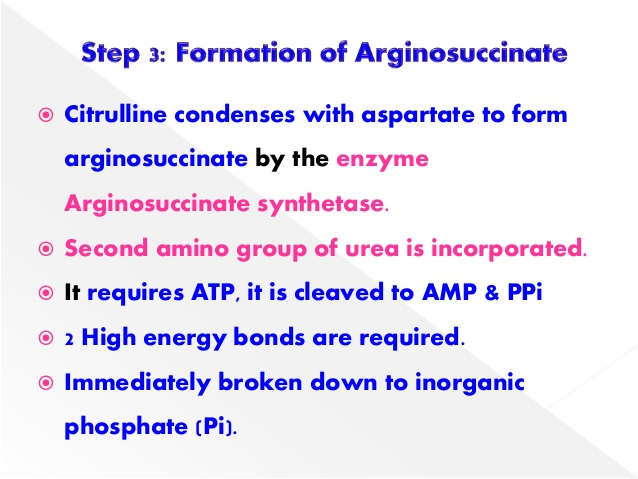 Step 3: Formation of Arginosuccinate
Citrulline condenses with aspartate to form
arginosuccinate by the enzyme
Arginosuccinate synthetase.
Second amino group of urea is incorporated.
It requires ATP, it is cleaved to AMP & PPi
2 High energy bonds are required.
Immediately broken down to inorganic
phosphate (Pi).